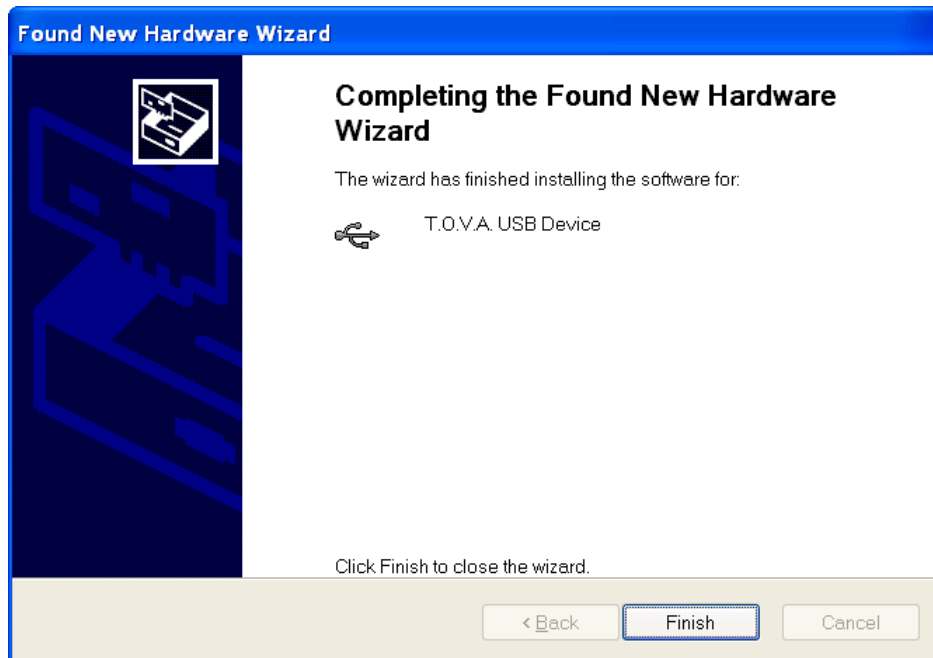 Found New Hardware Wizard
Completing the Found New Hardware
Wizard
The wizard has finished installing the software for:
T.O.V.A. USB Device
Click Finish to close the wizard.
< Back Finish Cancel